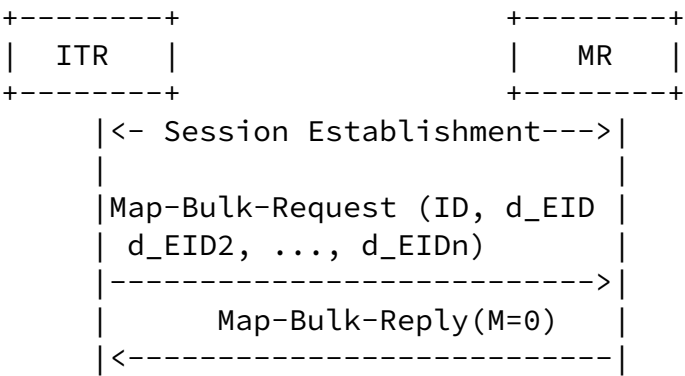 +--------+                    +--------+
|  ITR   |                    |   MR   |
+--------+                    +--------+
     |<- Session Establishment--->|
     |                            |
     |Map-Bulk-Request (ID, d_EID |
     | d_EID2, ..., d_EIDn)       |
     |--------------------------->|
     |      Map-Bulk-Reply(M=0)   |
     |<---------------------------|